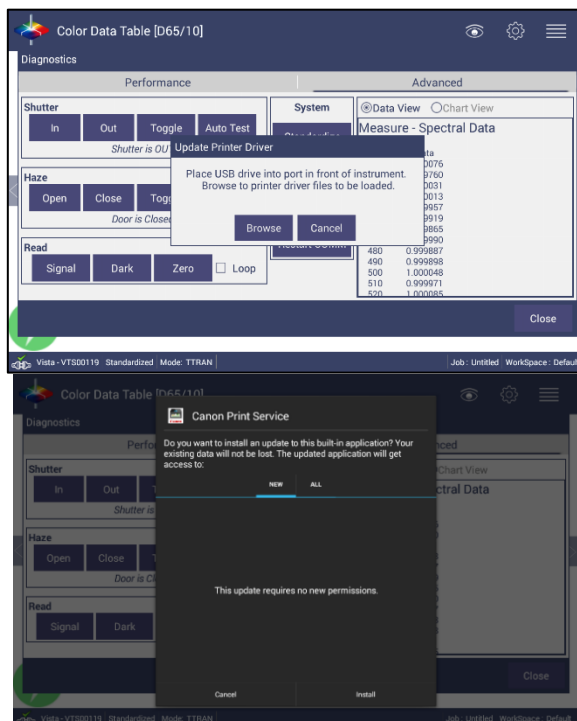 Color Data Table [D65/10]
Diagnostics
Performance
Advanced
Shutter
In Out Toggle Auto Test
Shutter is OU
System
Data View Chart View
Measure - Spectral Data
Update Printer Driver
Place USB drive into port in front of instrument.
Browse to printer driver files to be loaded.
Browse Cancel
Haze
Open Close
Door is Close
Read
Signal Dark Zero Loop
480 0.999887
490 0.999898
500 1.000048
510 0.999971
520 1.000085
Close
Vista - VTS00119 Standardized Mode: TTRAN
Job : Untitled WorkSpace : Defaul
Color Data Table [D65/10]
Diagnostics
Canon Print Service
Do you want to install an update to this built-in application? Your
existing data will not be lost. The updated application will get
access to:
NEW ALL
This update requires no new permissions.
Cancel Install
Shutter
In Out
Shutter is
Chart View
Haze
Open Close
Door is Cl
Read
Signal Dark
Close
Vista - VTS00119 Standardized Mode: TTRAN
Job : Untitled WorkSpace : Default